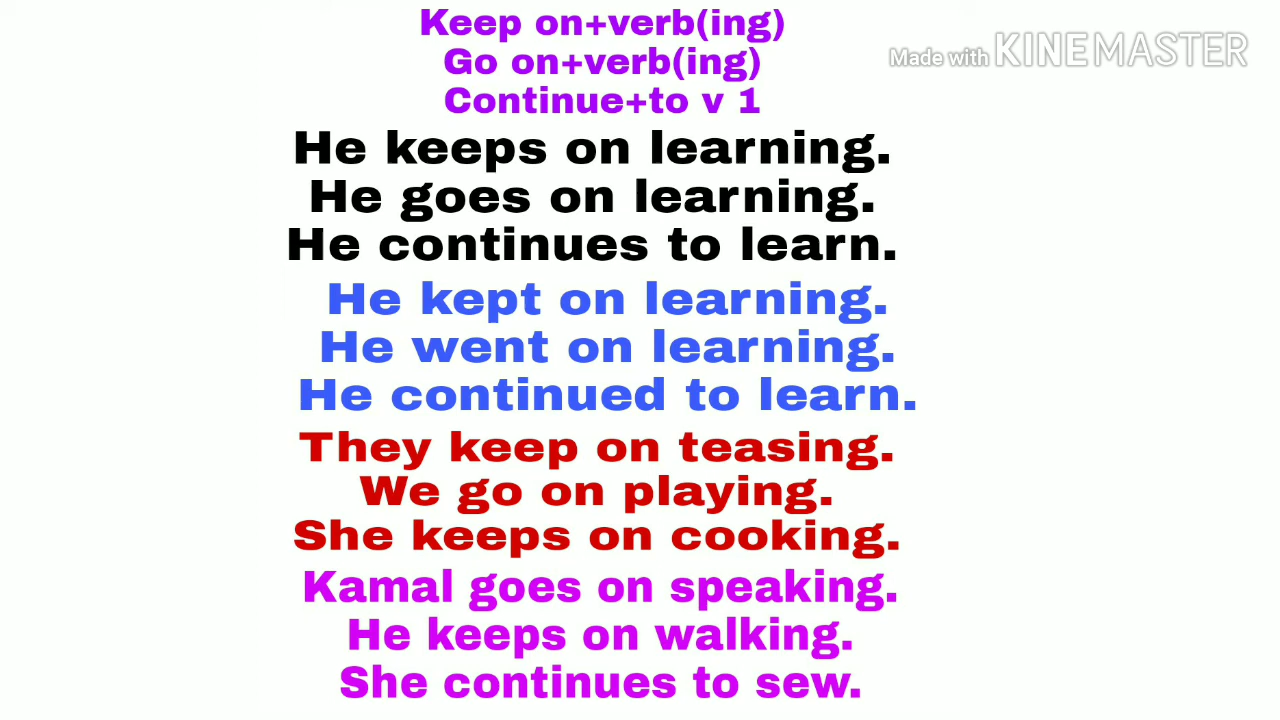 Keep on+verb(ing)
Go on+verb(ing)
Continue+to v 1
Made with KINEMASTER
He keeps on learning.
He goes on learning.
He continues to learn.
He kept on learning.
He went on learning.
He continued to learn.
They keep on teasing.
We go on playing.
She keeps on cooking.
Kamal goes on speaking.
He keeps on walking.
She continues to sew.